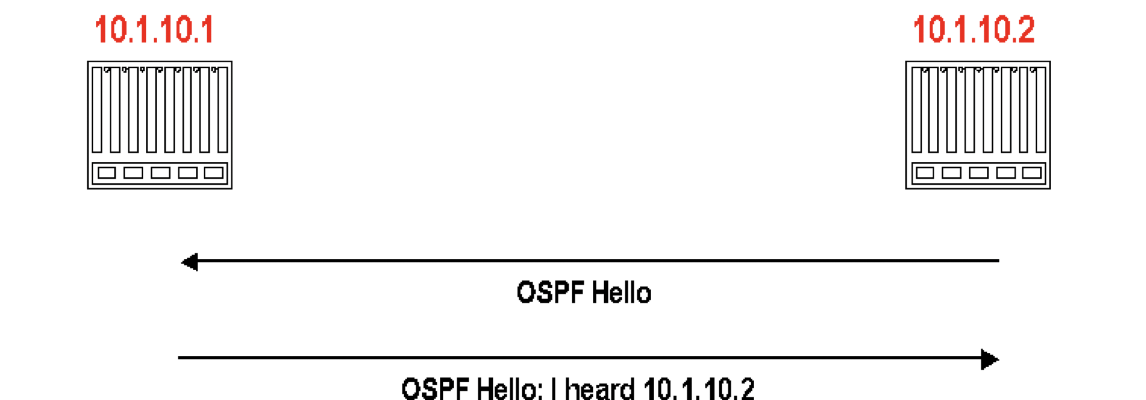 10.1.10.1
10.1.10.2
OSPF Hello
OSPF Hello: I heard 10.1.10.2